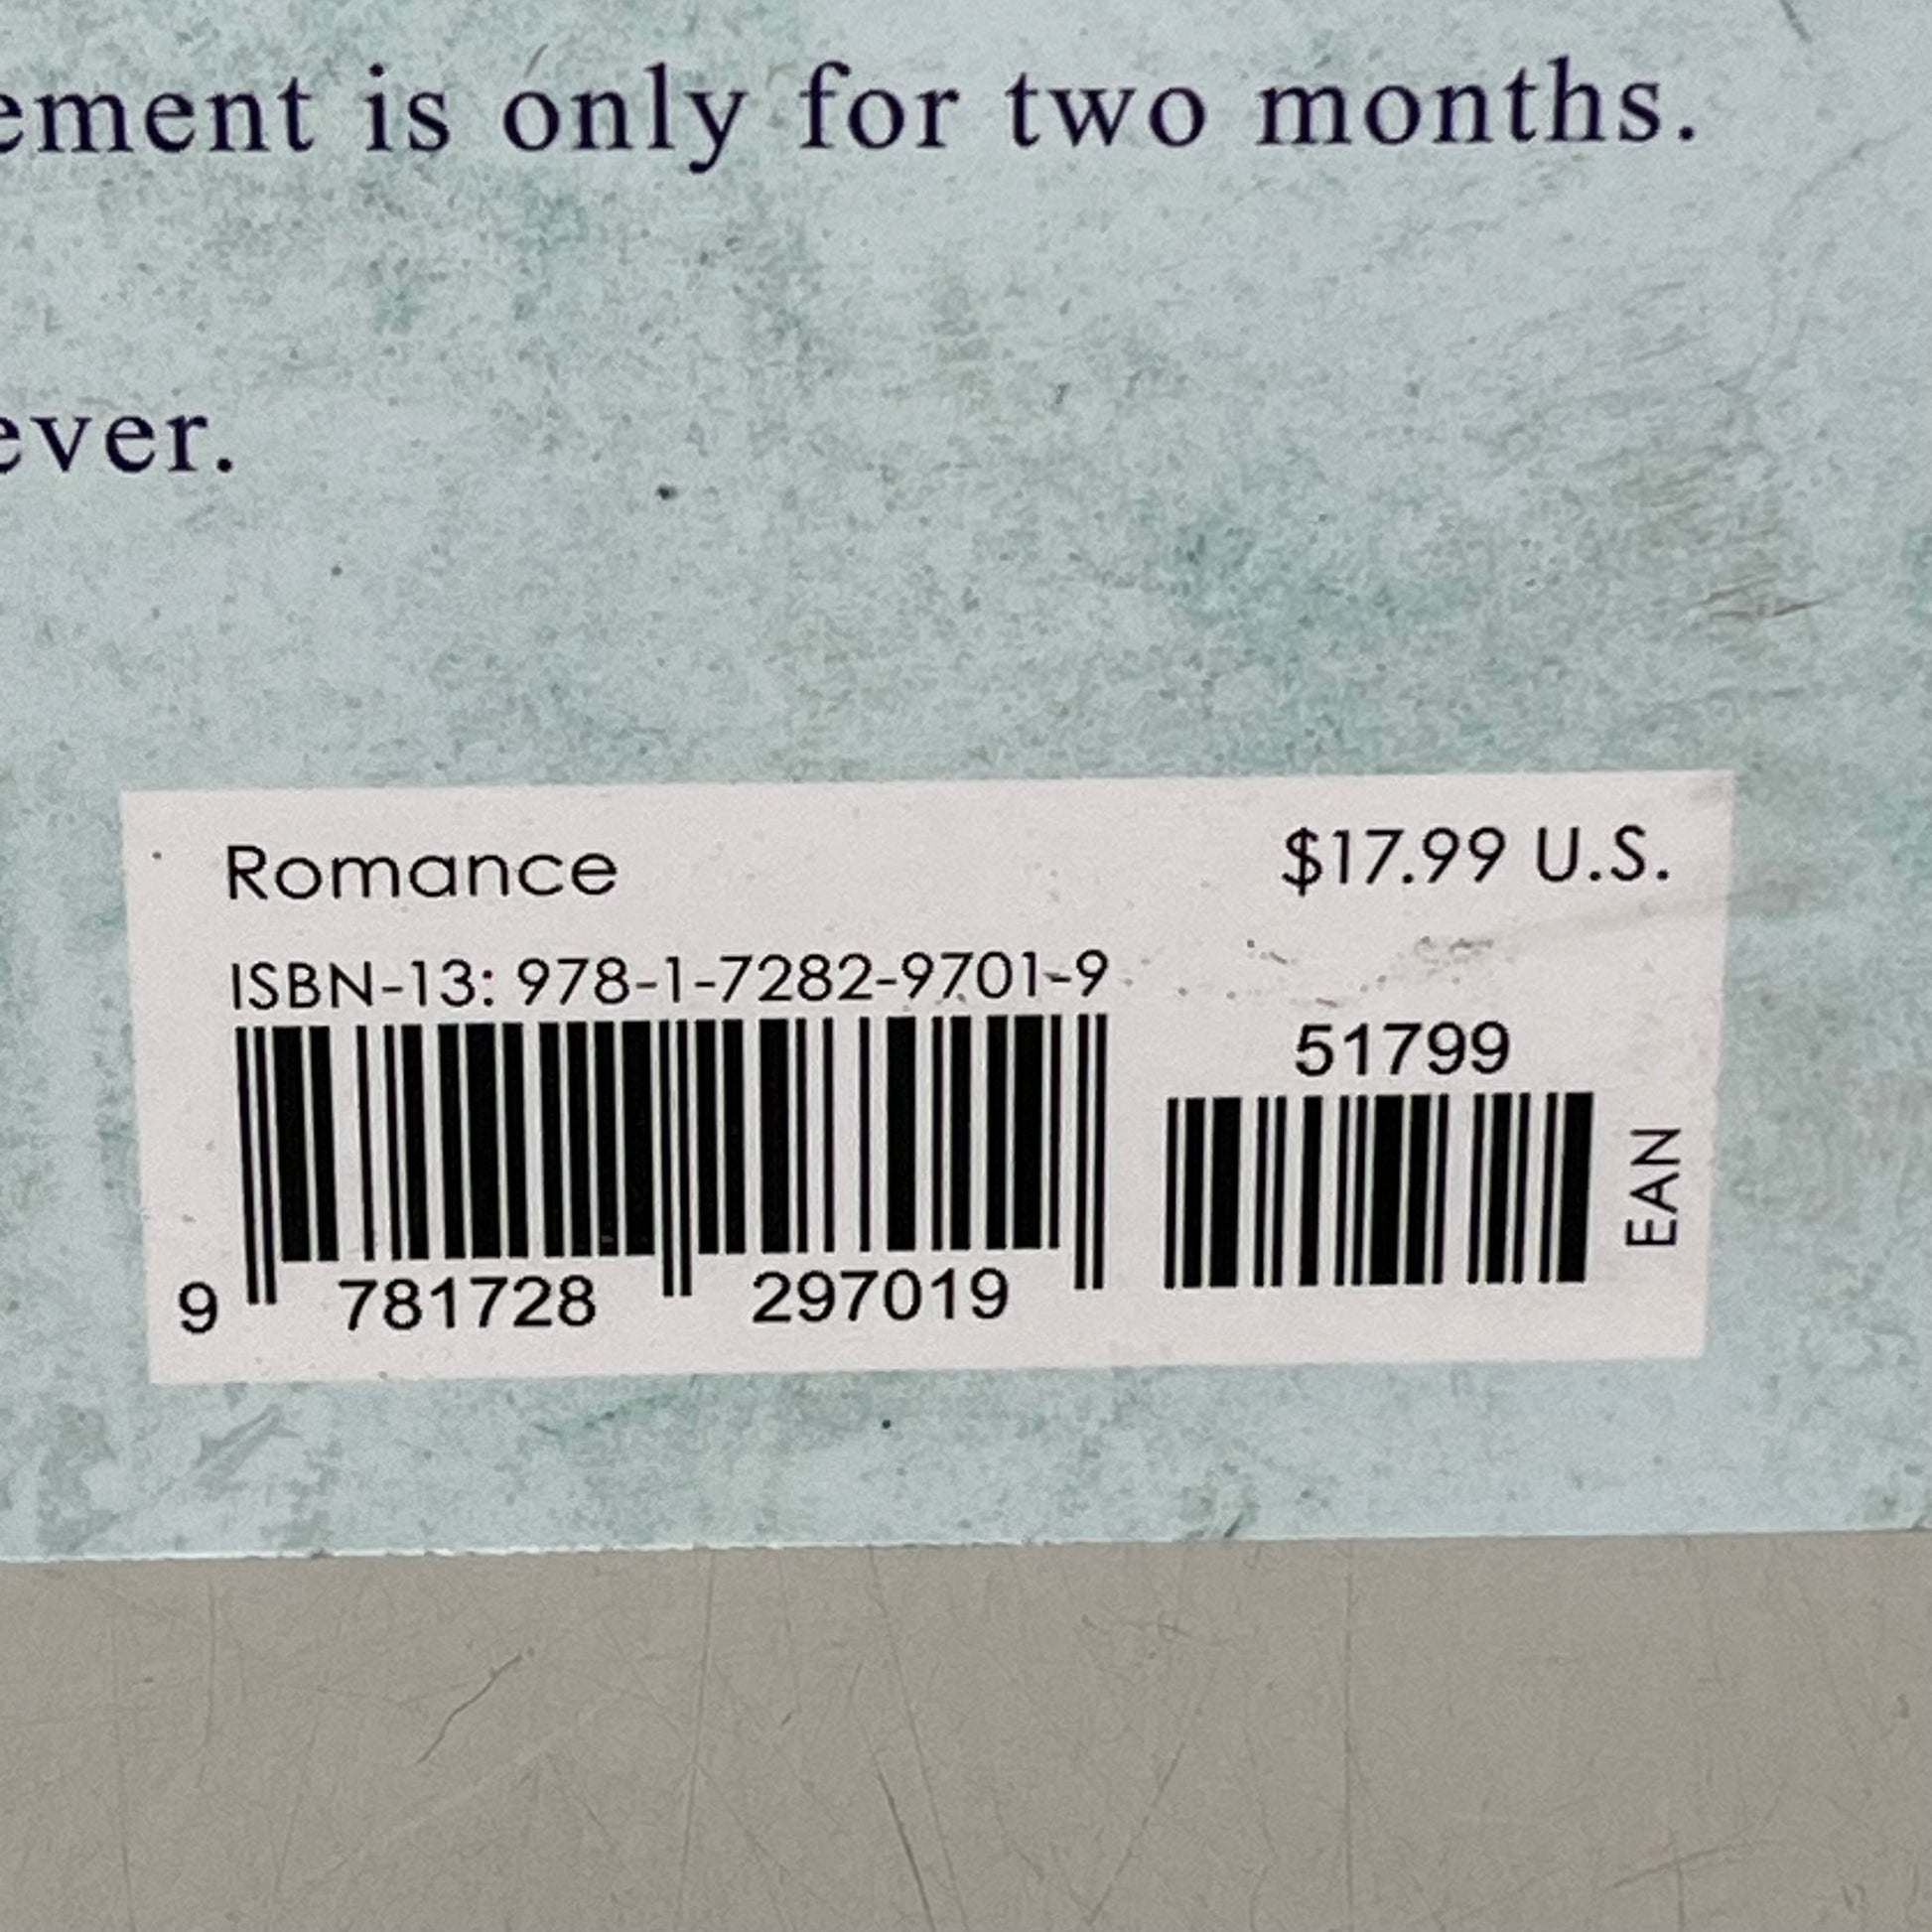 ement is only for two months.
ever.
Romance $17.99 U.S.
ISBN-13: 978-1-7282-9701-9
51799
EAN
9 781728 297019